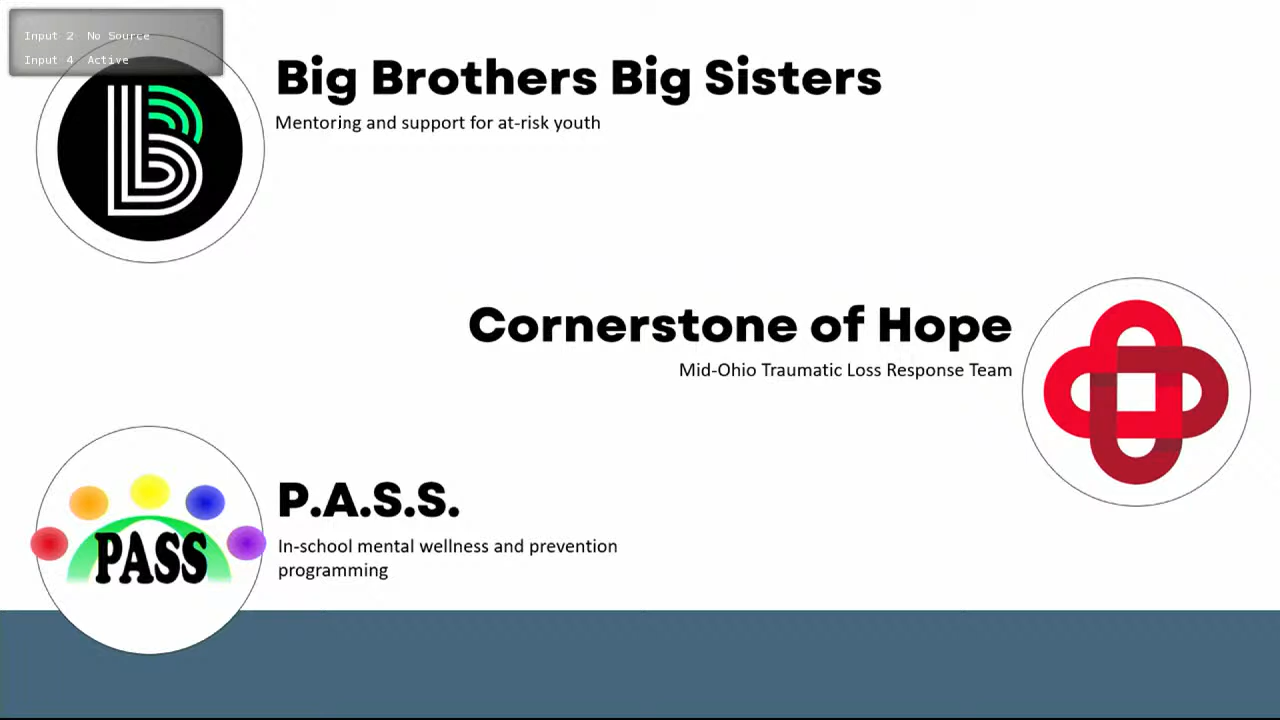 Input 2 No Source
Input 4 Active
Big Brothers Big Sisters
Mentoring and support for at-risk youth
Cornerstone of Hope
Mid-Ohio Traumatic Loss Response Team
PASS
P.A.S.S.
In-school mental wellness and prevention
programming